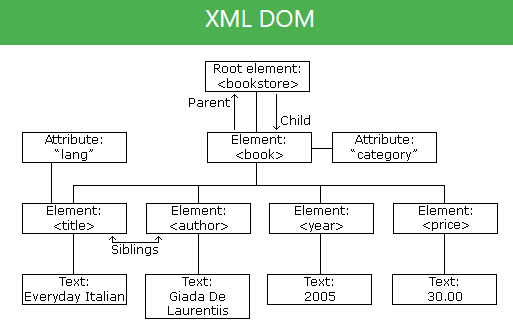 XML DOM
Root element:
<bookstore>
Parent
Child
Attribute:
"lang"
Element:
<book>
Attribute:
"category"
Element:
<title>
Element:
<author>
Element:
<year>
Element:
<price>
Siblings
Text:
Everyday Italian
Text:
Giada De
Laurentiis
Text:
2005
Text:
30.00